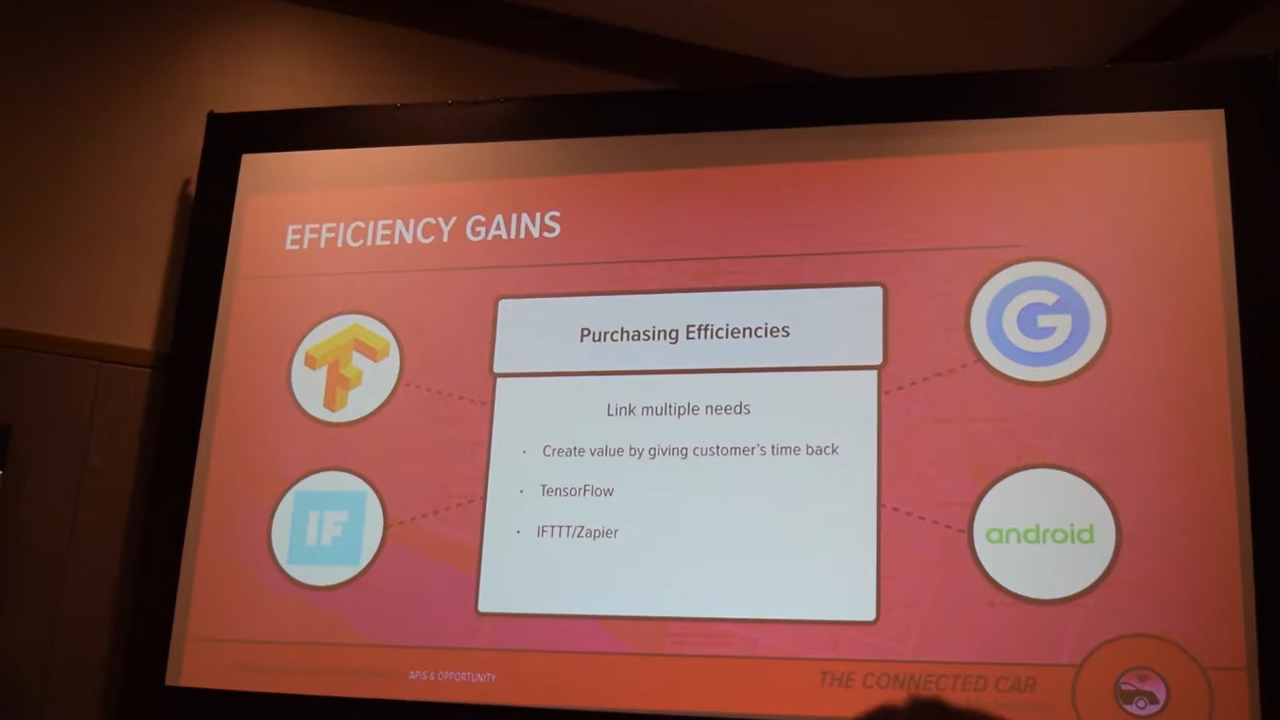 EFFICIENCY GAINS
Purchasing Efficiencies
Link multiple needs
· Create value by giving customer's time back
· TensorFlow
· IFTTT/Zapier
IF
G
android
APIS & OPPORTUNITY
THE CONNECTED CAR